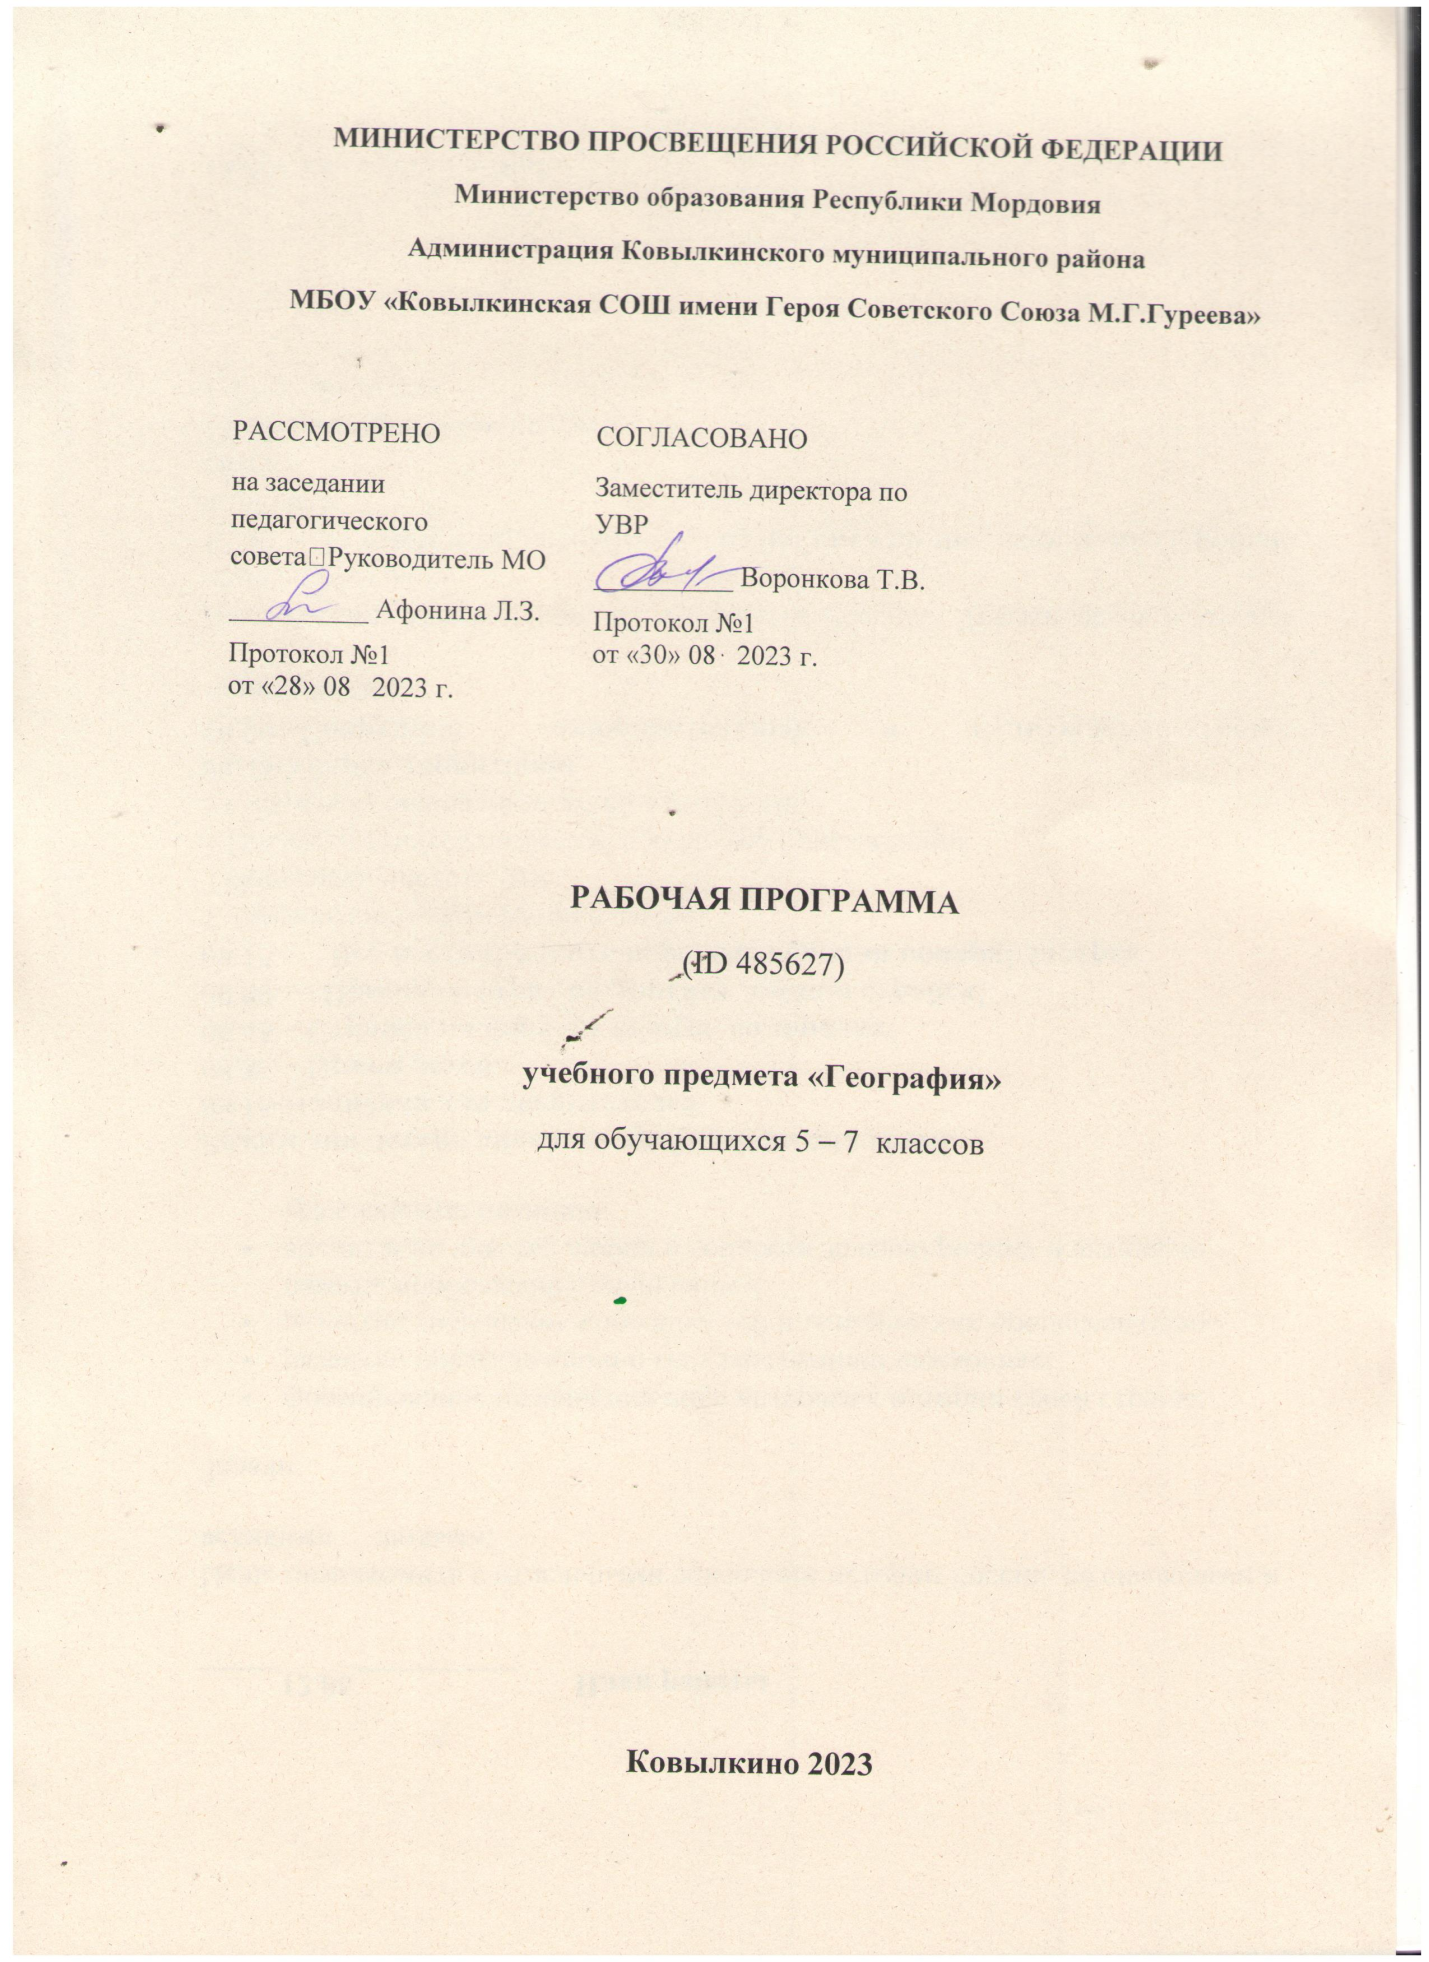 МИНИСТЕРСТВО ПРОСВЕЩЕНИЯ РОССИЙСКОЙ ФЕДЕРАЦИИ
Министерство образования Республики Мордовия
Администрация Ковылкинского муниципального района
МБОУ «Ковылкинская СОШ имени Героя Советского Союза М.Г.Гуреева»
РАССМОТРЕНО
на заседании
педагогического
совета□Руководитель МО
____________ Афонина Л.З.
Протокол №1
от «28» 08 2023 г.
СОГЛАСОВАНО
Заместитель директора по
УВР
____________ Воронкова Т.В.
Протокол №1
от «30» 08 2023 г.
РАБОЧАЯ ПРОГРАММА
(ID 485627)
учебного предмета «География»
для обучающихся 5 – 7 классов
Ковылкино 2023